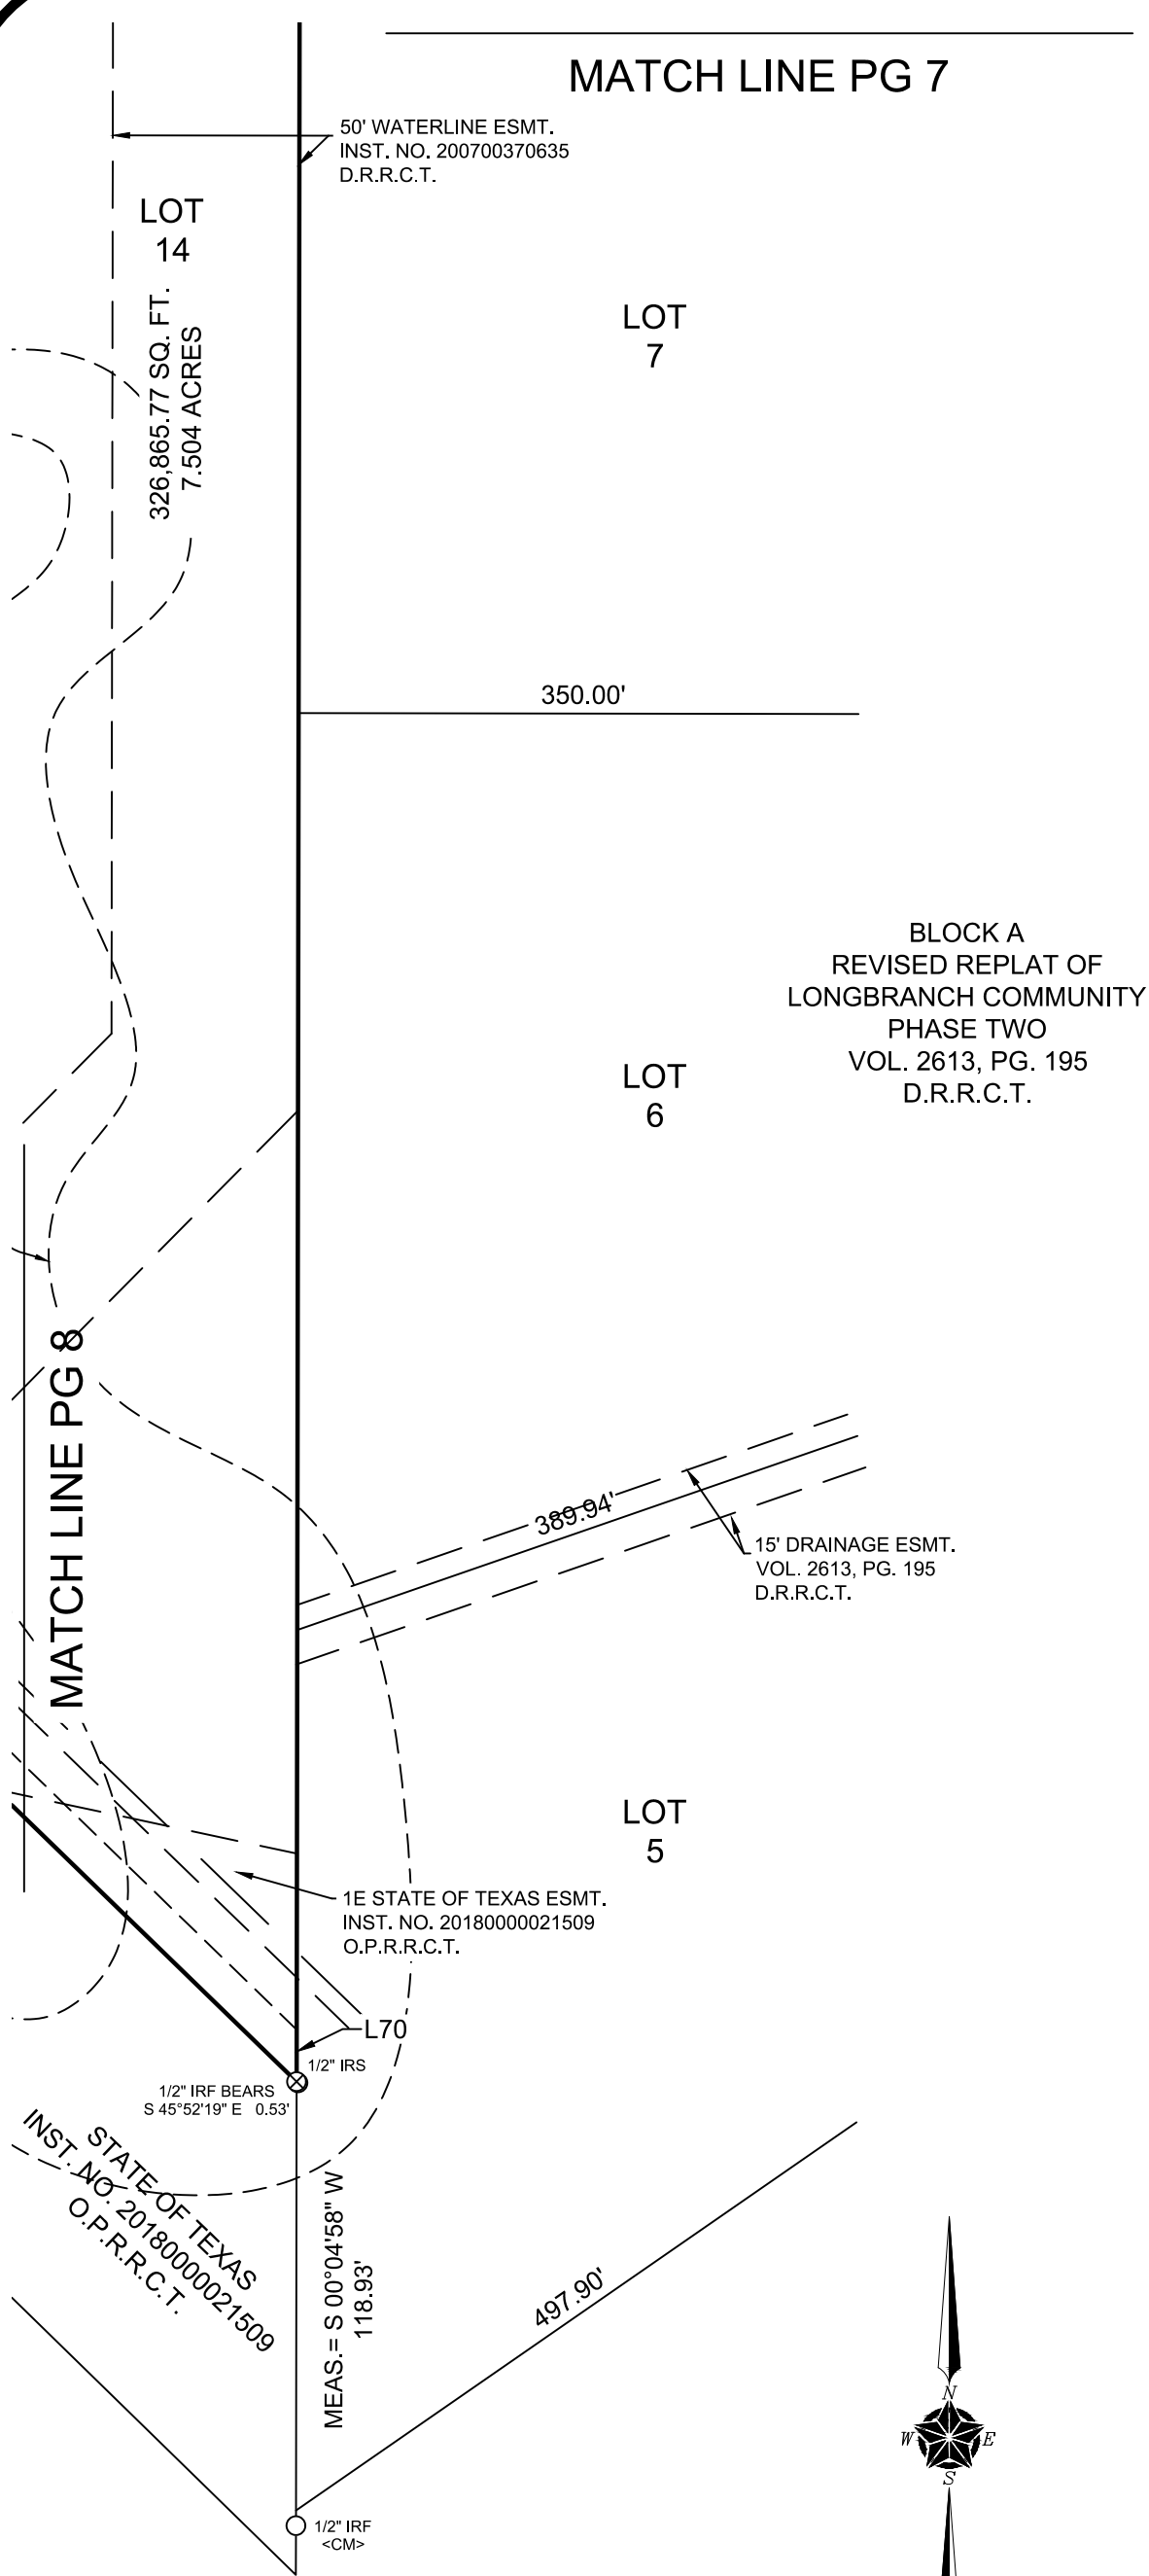 MATCH LINE PG 7
50' WATERLINE ESMT.
INST. NO. 200700370635
D.R.R.C.T.
LOT
14
326,865.77 SQ. FT.
7.504 ACRES
LOT
7
350.00'
BLOCK A
REVISED REPLAT OF
LONGBRANCH COMMUNITY
PHASE TWO
VOL. 2613, PG. 195
D.R.R.C.T.
LOT
6
MATCH LINE PG 8
389.94'
15' DRAINAGE ESMT.
VOL. 2613, PG. 195
D.R.R.C.T.
LOT
5
1E STATE OF TEXAS ESMT.
INST. NO. 20180000021509
O.P.R.R.C.T.
L70
1/2" IRS
1/2" IRF BEARS
S 45°52'19" E 0.53'
STATE OF TEXAS
INST. NO. 20180000021509
O.P.R.R.C.T.
MEAS.= S 00°04'58" W
118.93'
497.90'
N
W E
S
1/2" IRF
<CM>